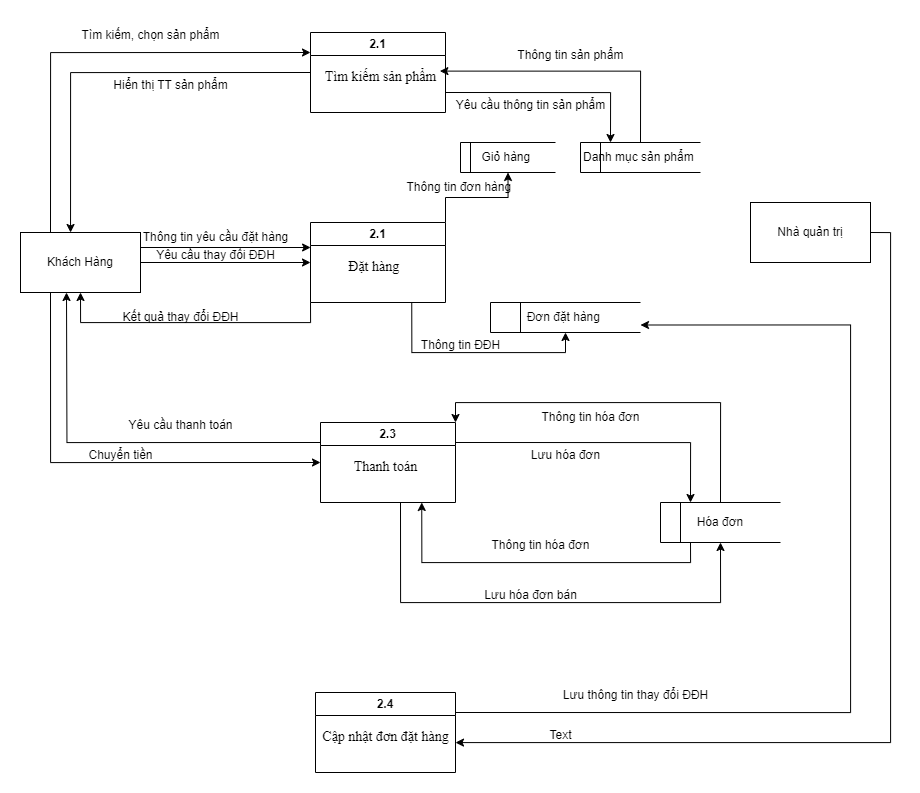 Tìm kiếm, chọn sản phẩm
2.1
Thông tin sản phẩm
Tìm kiếm sản phẩm
Hiển thị TT sản phẩm
Yêu cầu thông tin sản phẩm
Giỏ hàng
Danh mục sản phẩm
Thông tin đơn hàng
2.1
Nhà quản trị
Thông tin yêu cầu đặt hàng
Yêu cầu thay đổi ĐĐH
Khách Hàng
Đặt hàng
Kết quả thay đổi ĐĐH
Đơn đặt hàng
Thông tin ĐĐH
Thông tin hóa đơn
Yêu cầu thanh toán
2.3
Chuyển tiền
Lưu hóa đơn
Thanh toán
Hóa đơn
Thông tin hóa đơn
Lưu hóa đơn bán
Lưu thông tin thay đổi ĐĐH
2.4
Cập nhật đơn đặt hàng
Text